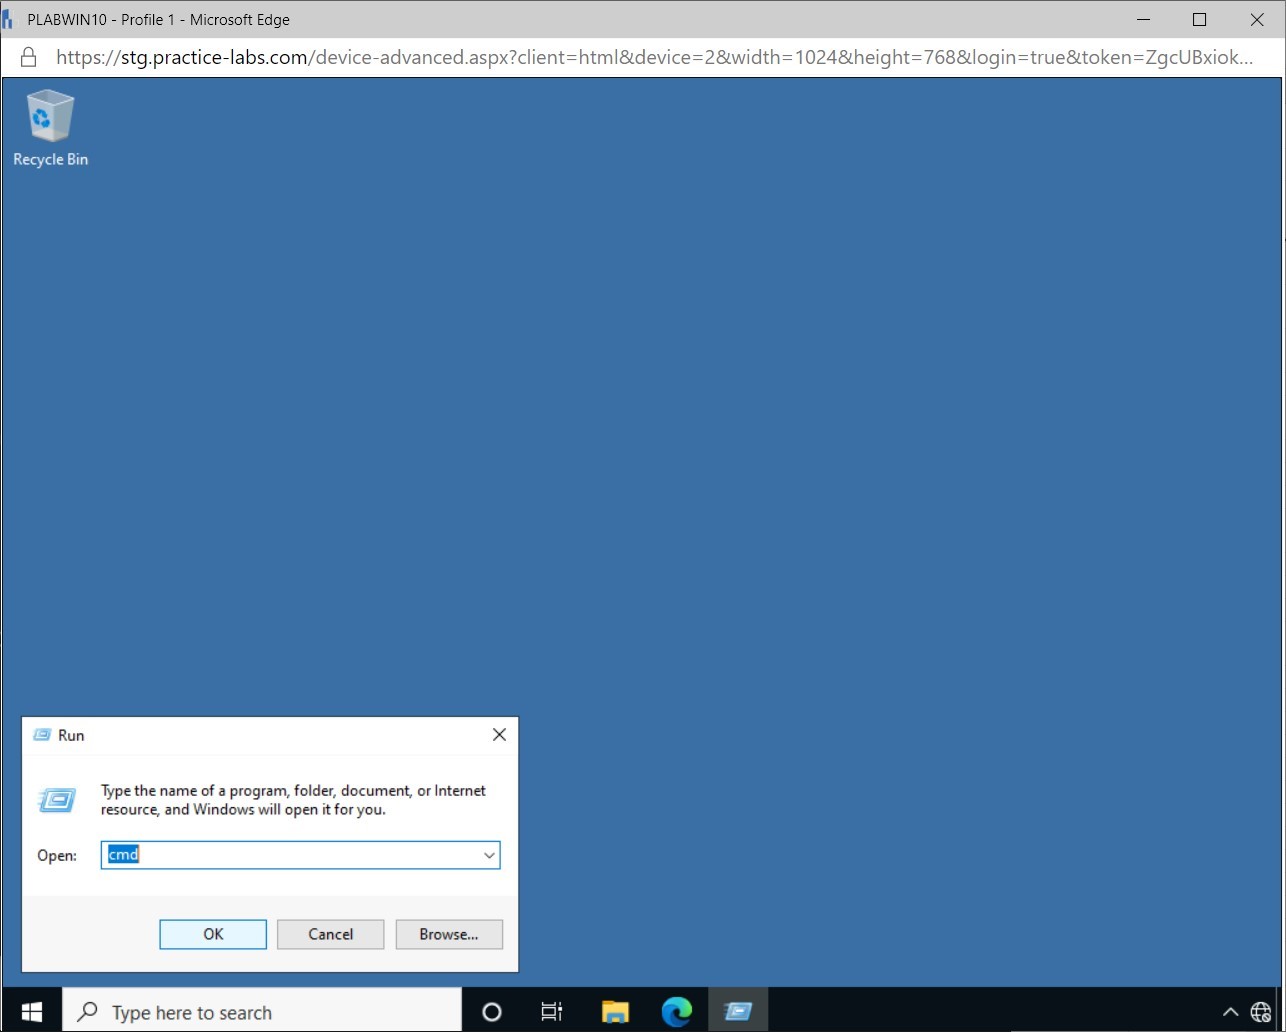 PLABWIN10 - Profile 1 - Microsoft Edge
https://stg.practice-labs.com/device-advanced.aspx?client=html&device=2&width=1024&height=768&login=true&token=ZgcUBxiok...
Recycle Bin
Run
Type the name of a program, folder, document, or Internet
resource, and Windows will open it for you.
Open: cmd
OK Cancel Browse...
Type here to search